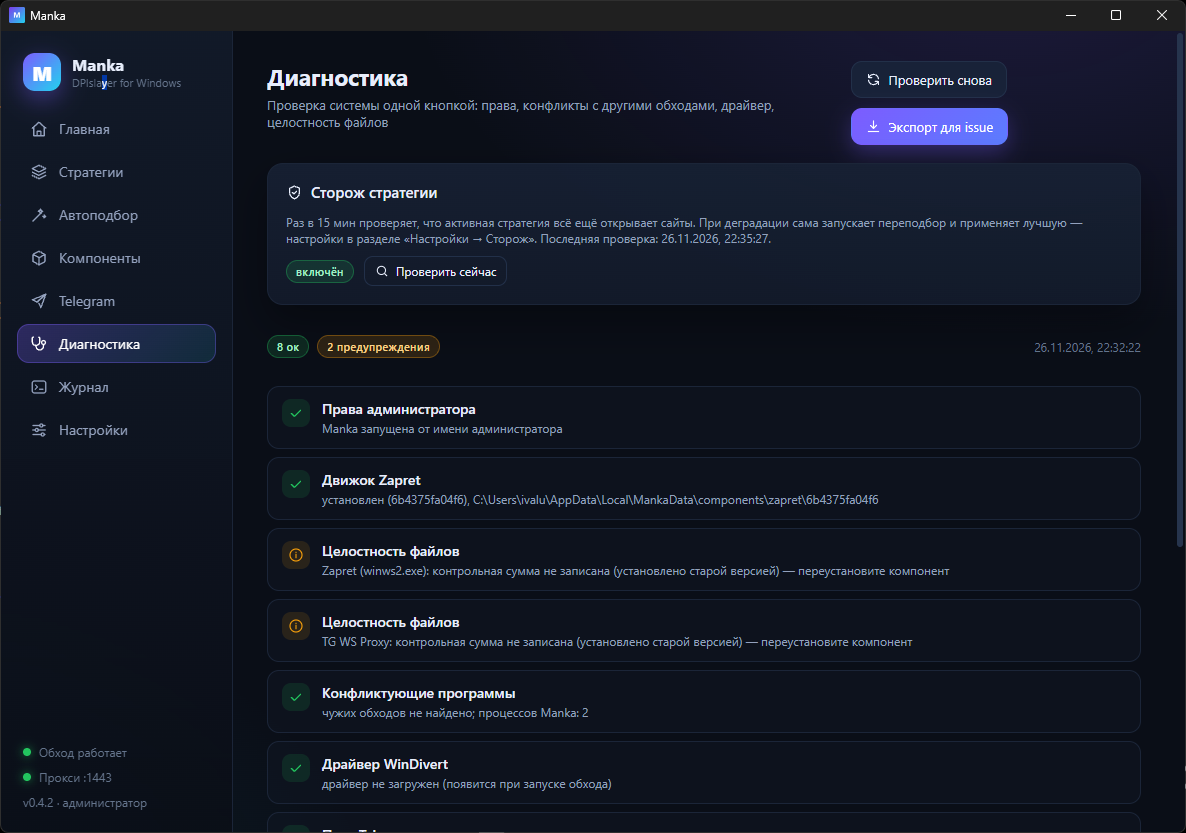 Manka
M
Manka
DPIslayer for Windows
Главная
Стратегии
Автоподбор
Компоненты
Telegram
Диагностика
Журнал
Настройки
Обход работает
Прокси :1443
v0.4.2 · администратор
Диагностика
Проверка системы одной кнопкой: права, конфликты с другими обходами, драйвер,
целостность файлов
Проверить снова
Экспорт для issue
Сторож стратегии
Раз в 15 мин проверяет, что активная стратегия всё ещё открывает сайты. При деградации сама запускает переподбор и применяет лучшую —
настройки в разделе «Настройки → Сторож». Последняя проверка: 26.11.2026, 22:35:27.
включён
Проверить сейчас
8 ок
2 предупреждения
26.11.2026, 22:32:22
Права администратора
Manka запущена от имени администратора
Движок Zapret
установлен (6b4375fa04f6), C:\Users\ivalu\AppData\Local\MankaData\components\zapret\6b4375fa04f6
Целостность файлов
Zapret (winws2.exe): контрольная сумма не записана (установлено старой версией) — переустановите компонент
Целостность файлов
TG WS Proxy: контрольная сумма не записана (установлено старой версией) — переустановите компонент
Конфликтующие программы
чужих обходов не найдено; процессов Manka: 2
Драйвер WinDivert
драйвер не загружен (появится при запуске обхода)